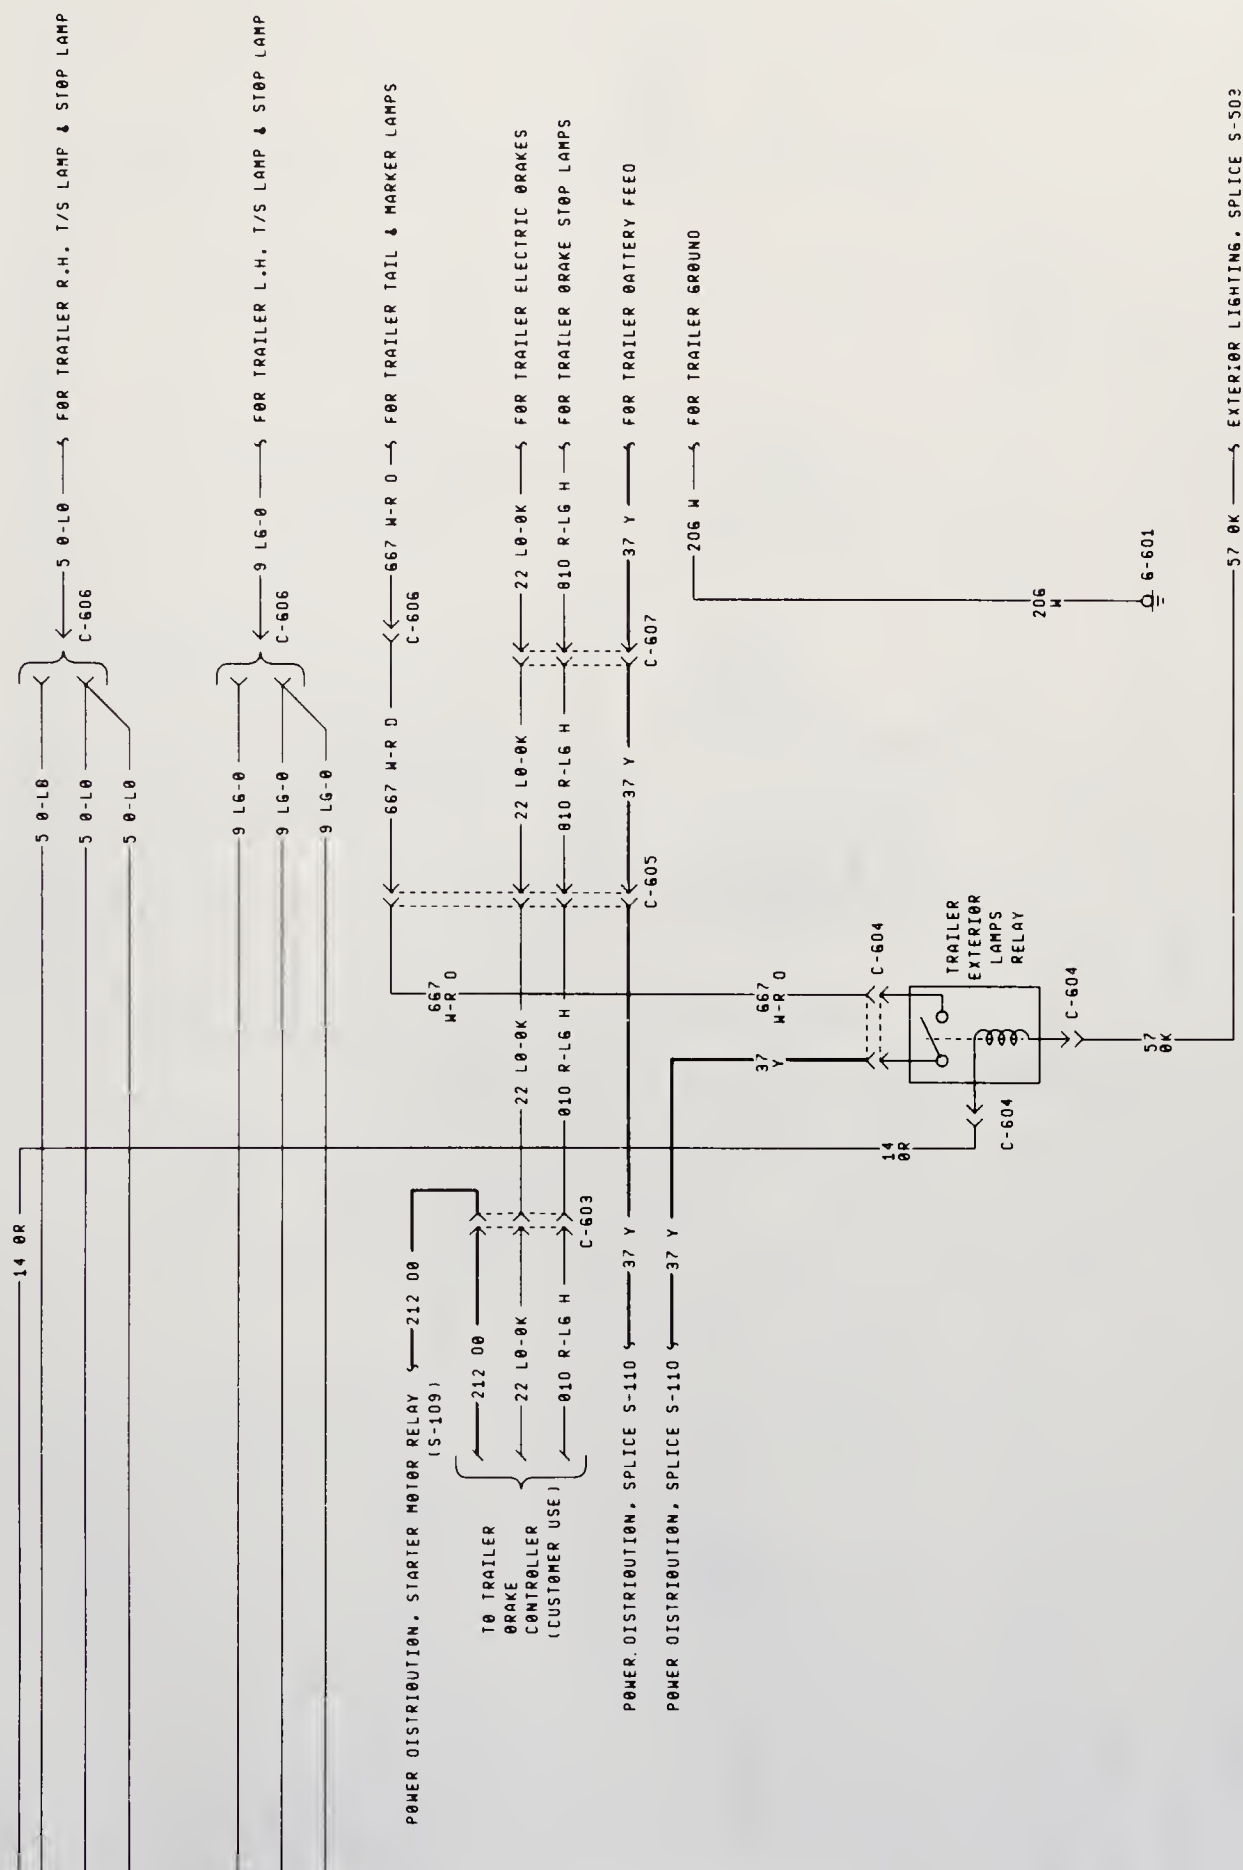 14 BR
5 O-LB
5 O-LB
5 O-LB
C-606
5 O-LB
FOR TRAILER R.H. T/S LAMP & STOP LAMP
9 LG-O
9 LG-O
9 LG-O
C-606
9 LG-O
FOR TRAILER L.H. T/S LAMP & STOP LAMP
667 W-R D
C-606
667 W-R D
FOR TRAILER TAIL & MARKER LAMPS
POWER DISTRIBUTION, STARTER MOTOR RELAY
(S-109)
212 DB
667
W-R D
TO TRAILER
BRAKE
CONTROLLER
(CUSTOMER USE)
212 DB
22 LB-BK
810 R-LG H
C-603
22 LB-BK
810 R-LG H
22 LB-BK
810 R-LG H
22 LB-BK
FOR TRAILER ELECTRIC BRAKES
810 R-LG H
FOR TRAILER BRAKE STOP LAMPS
POWER DISTRIBUTION, SPLICE S-110
37 Y
37 Y
37 Y
FOR TRAILER BATTERY FEED
C-605
C-607
POWER DISTRIBUTION, SPLICE S-110
37 Y
206 W
FOR TRAILER GROUND
37
Y
667
W-R D
C-604
14
BR
C-604
TRAILER
EXTERIOR
LAMPS
RELAY
C-604
206
W
G-601
57
BK
57 BK
EXTERIOR LIGHTING, SPLICE S-503